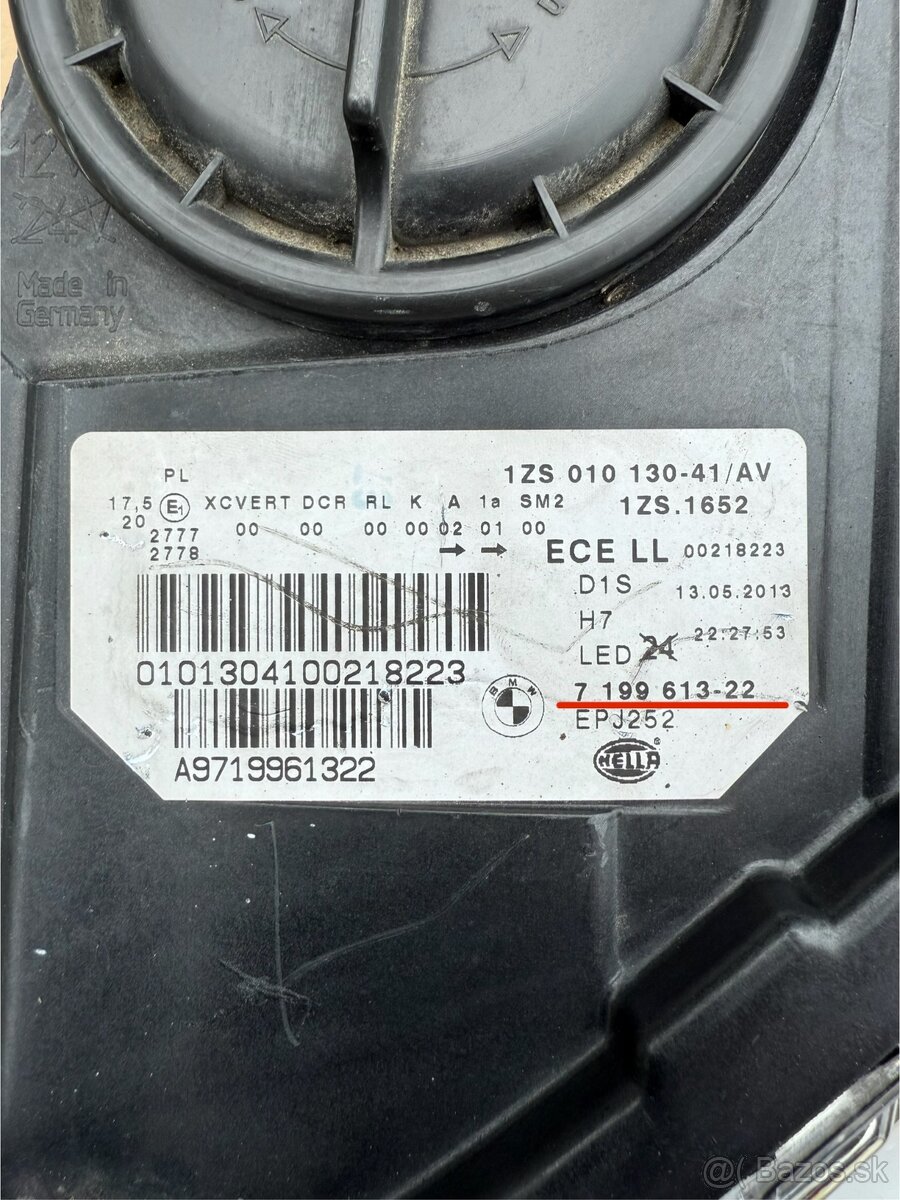 12V
24V
Made in
Germany
PL
17,5 E1 XCVERT DCR RL K A 1a SM2
20 00 00 00 00 02 01 00
2777
2778
1ZS 010 130-41/AV
1ZS.1652
ECE LL 00218223
D1S 13.05.2013
H7 22:27:53
LED 24
0101304100218223
BMW
7 199 613-22
EPJ252
A9719961322
HELLA®
@( Bazos.sk